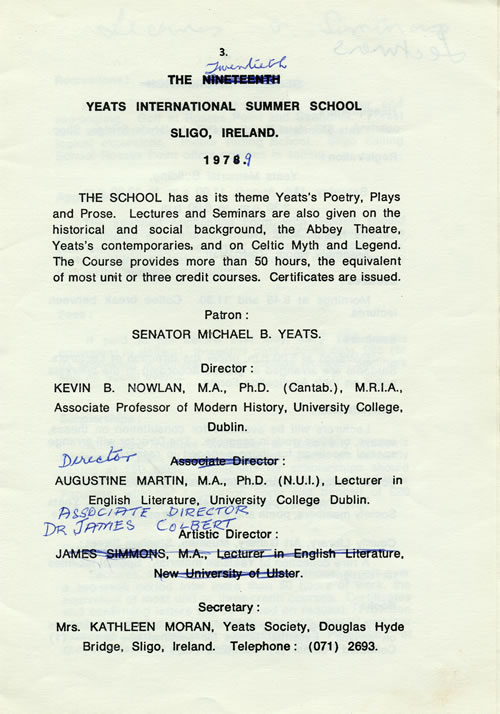 3.
Twentieth
THE NINETEENTH
YEATS INTERNATIONAL SUMMER SCHOOL
SLIGO, IRELAND.
1978.9
THE SCHOOL has as its theme Yeats's Poetry, Plays
and Prose. Lectures and Seminars are also given on the
historical and social background, the Abbey Theatre,
Yeats's contemporaries, and on Celtic Myth and Legend.
The Course provides more than 50 hours, the equivalent
of most unit or three credit courses. Certificates are issued.
Patron :
SENATOR MICHAEL B. YEATS.
Director :
KEVIN B. NOWLAN, M.A., Ph.D. (Cantab.), M.R.I.A.,
Associate Professor of Modern History, University College,
Dublin.
Director
Associate Director :
AUGUSTINE MARTIN, M.A., Ph.D. (N.U.I.), Lecturer in
English Literature, University College Dublin.
ASSOCIATE DIRECTOR
DR JAMES COLBERT
Artistic Director :
JAMES SIMMONS, M.A., Lecturer in English Literature,
New University of Ulster.
Secretary :
Mrs. KATHLEEN MORAN, Yeats Society, Douglas Hyde
Bridge, Sligo, Ireland. Telephone : (071) 2693.